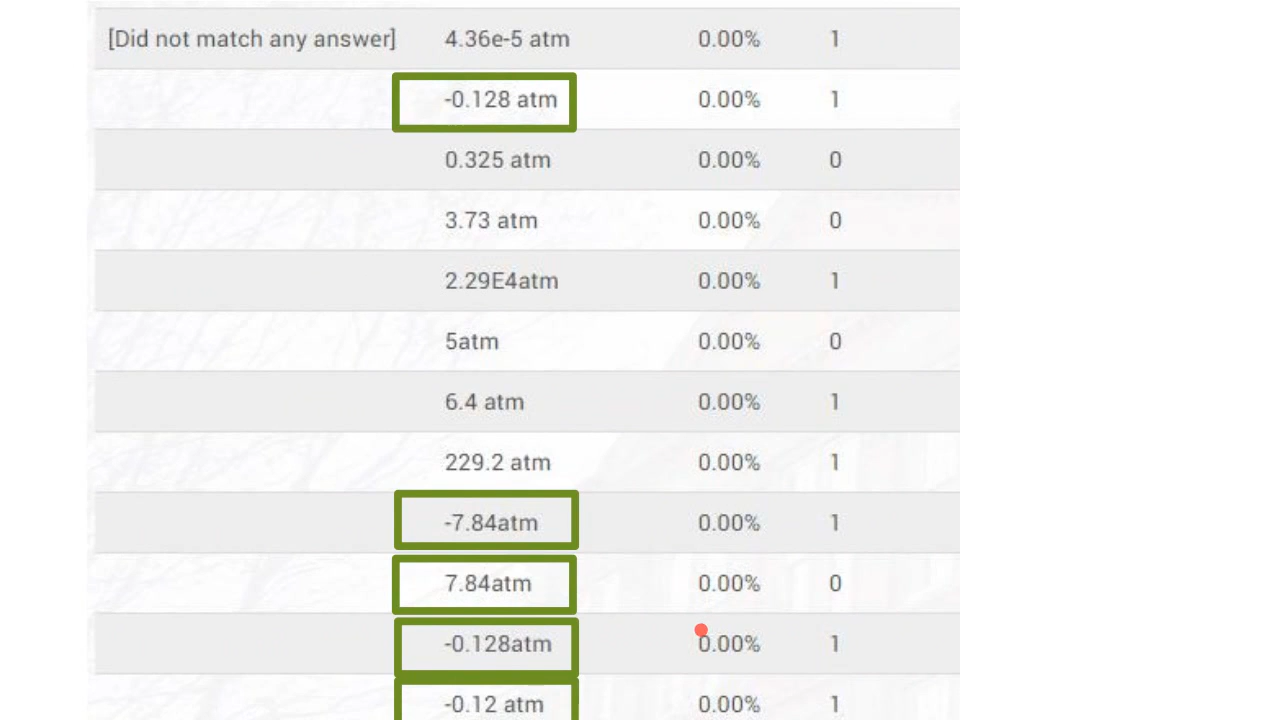 [Did not match any answer] 4.36e-5 atm 0.00% 1
-0.128 atm 0.00% 1
0.325 atm 0.00% 0
3.73 atm 0.00% 0
2.29E4atm 0.00% 1
5atm 0.00% 0
6.4 atm 0.00% 1
229.2 atm 0.00% 1
-7.84atm 0.00% 1
7.84atm 0.00% 0
-0.128atm 0.00% 1
-0.12 atm 0.00% 1